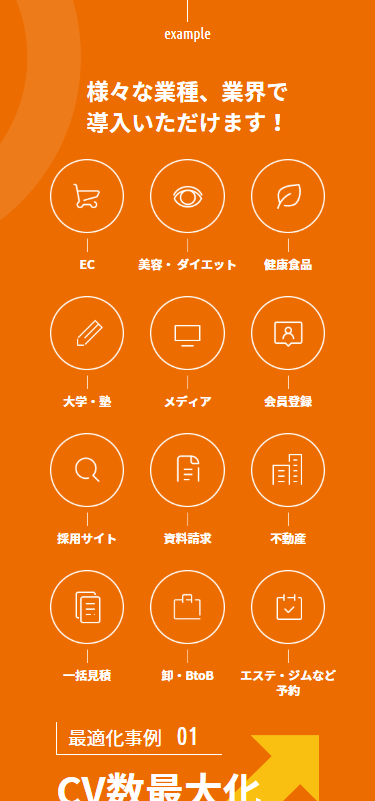 example
様々な業種、業界で
導入いただけます！
EC
美容・ダイエット
健康食品
大学・塾
メディア
会員登録
採用サイト
資料請求
不動産
一括見積
卸・BtoB
エステ・ジムなど
予約
最適化事例 01
CV数最大化